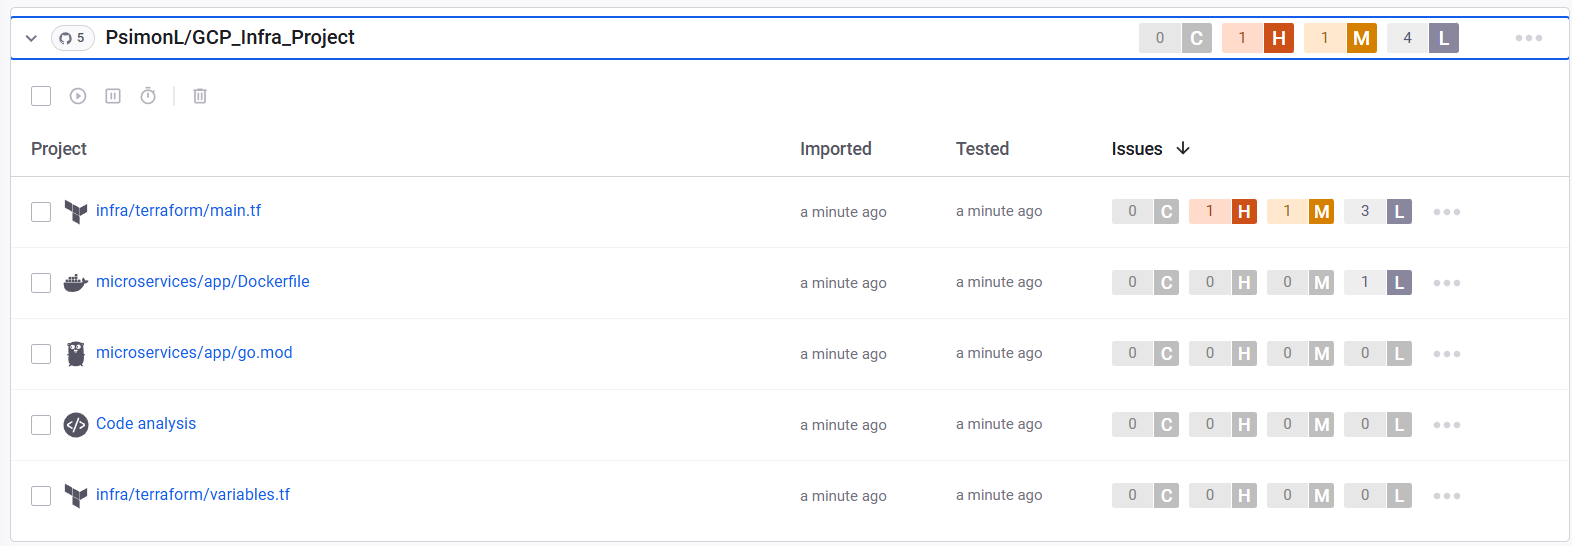 5 PsimonL/GCP_Infra_Project 0 C 1 H 1 M 4 L
Project Imported Tested Issues
infra/terraform/main.tf a minute ago a minute ago 0 C 1 H 1 M 3 L
microservices/app/Dockerfile a minute ago a minute ago 0 C 0 H 0 M 1 L
microservices/app/go.mod a minute ago a minute ago 0 C 0 H 0 M 0 L
Code analysis a minute ago a minute ago 0 C 0 H 0 M 0 L
infra/terraform/variables.tf a minute ago a minute ago 0 C 0 H 0 M 0 L